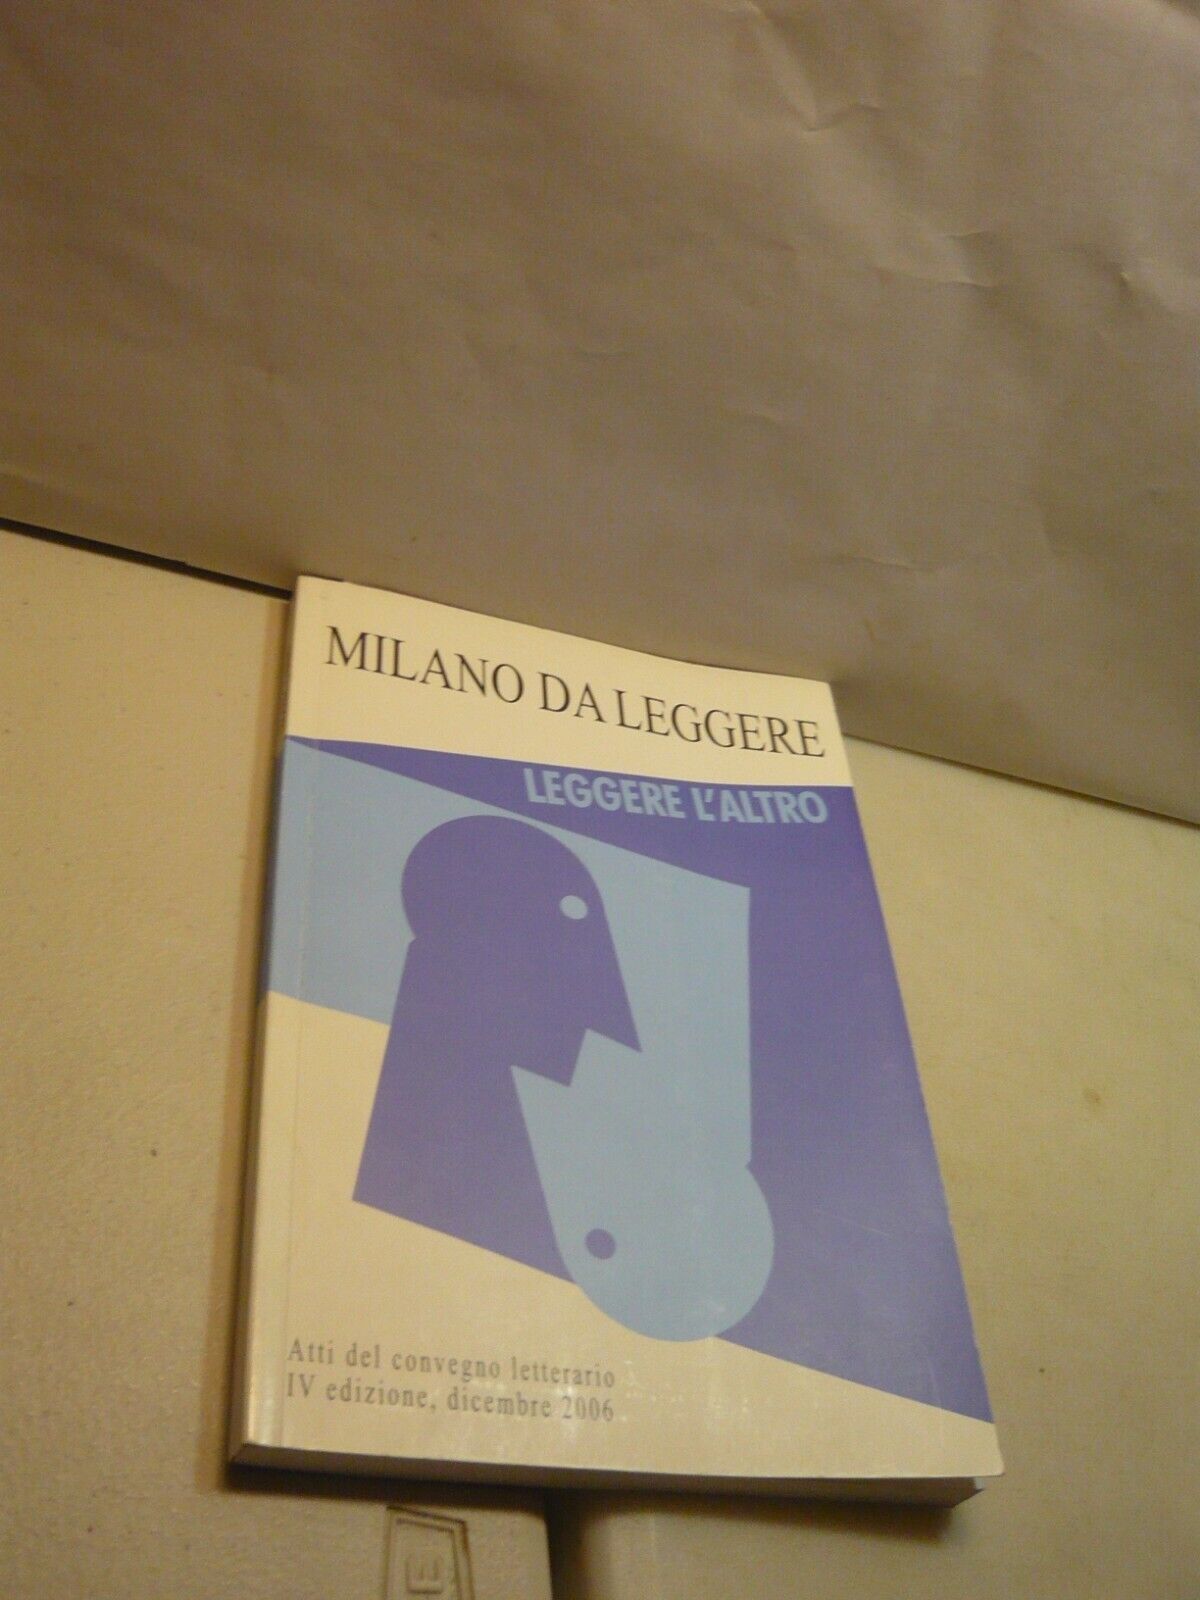 MILANO DA LEGGERE
LEGGERE L'ALTRO
Atti del convegno letterario
IV edizione, dicembre 2006